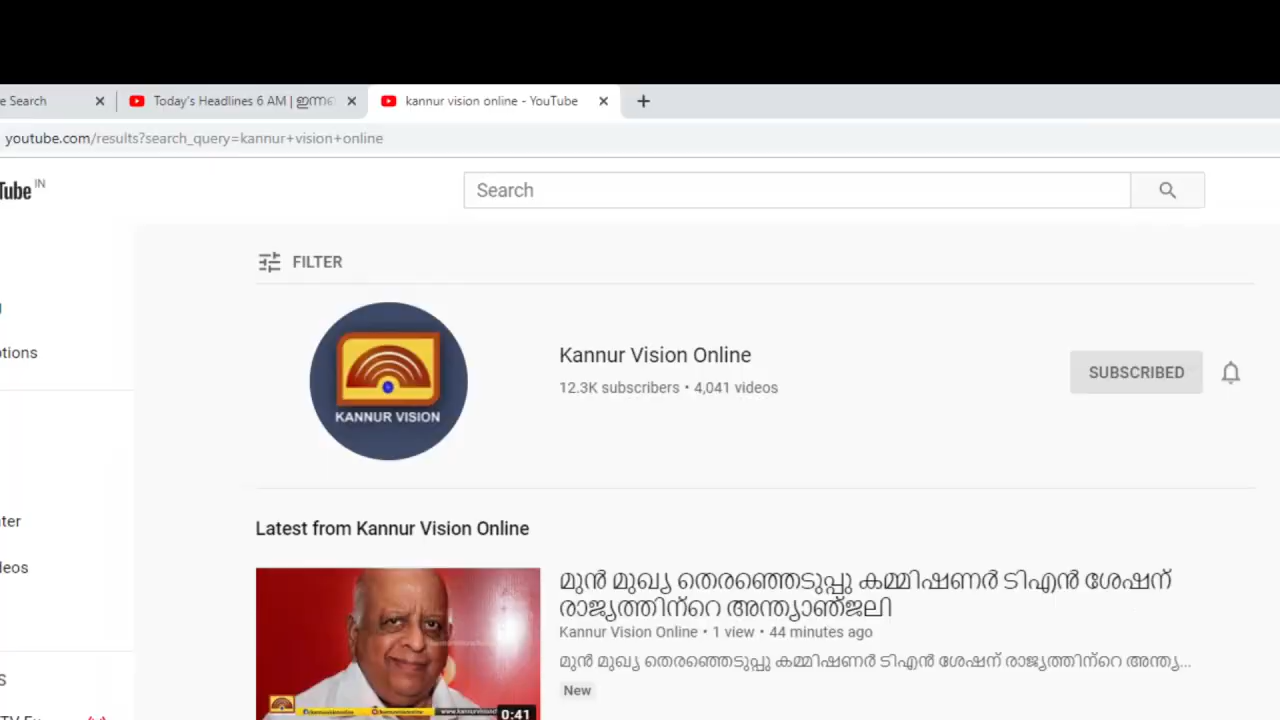 e Search
Today's Headlines 6 AM | ഇന്നത
kannur vision online - YouTube
youtube.com/results?search_query=kannur+vision+online
Tube IN
Search
FILTER
otions
KANNUR VISION
Kannur Vision Online
12.3K subscribers • 4,041 videos
SUBSCRIBED
ter
Latest from Kannur Vision Online
deos
മുൻ മുഖ്യ തെരഞ്ഞെടുപ്പു കമ്മിഷണർ ടിഎൻ ശേഷന്
രാജ്യത്തിന്റെ അന്ത്യാഞ്ജലി
Kannur Vision Online • 1 view • 44 minutes ago
മുൻ മുഖ്യ തെരഞ്ഞെടുപ്പു കമ്മിഷണർ ടിഎൻ ശേഷന് രാജ്യത്തിന്റെ അന്ത്യ...
New
0:41
S